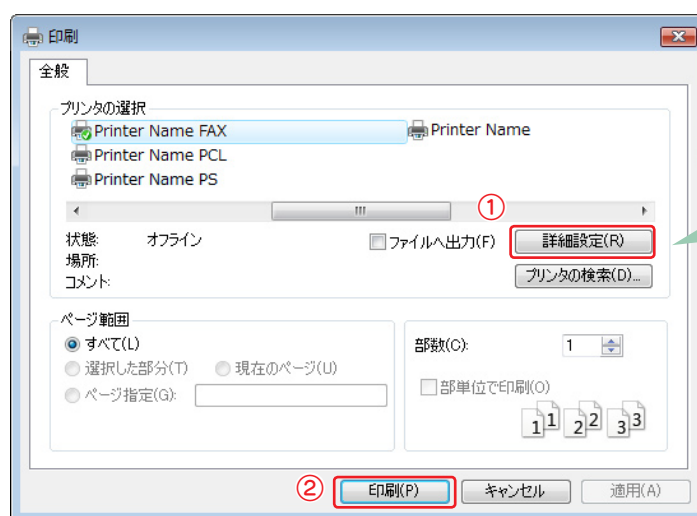 印刷
全般
プリンタの選択
Printer Name FAX
Printer Name
Printer Name PCL
Printer Name PS
①
状態: オフライン
ファイルへ出力(F)
詳細設定(R)
場所:
コメント:
プリンタの検索(D)...
ページ範囲
すべて(L)
選択した部分(T) 現在のページ(U)
ページ指定(G):
部数(C): 1
部単位で印刷(O)
1 1 2 2 3 3
② 印刷(P) キャンセル 適用(A)